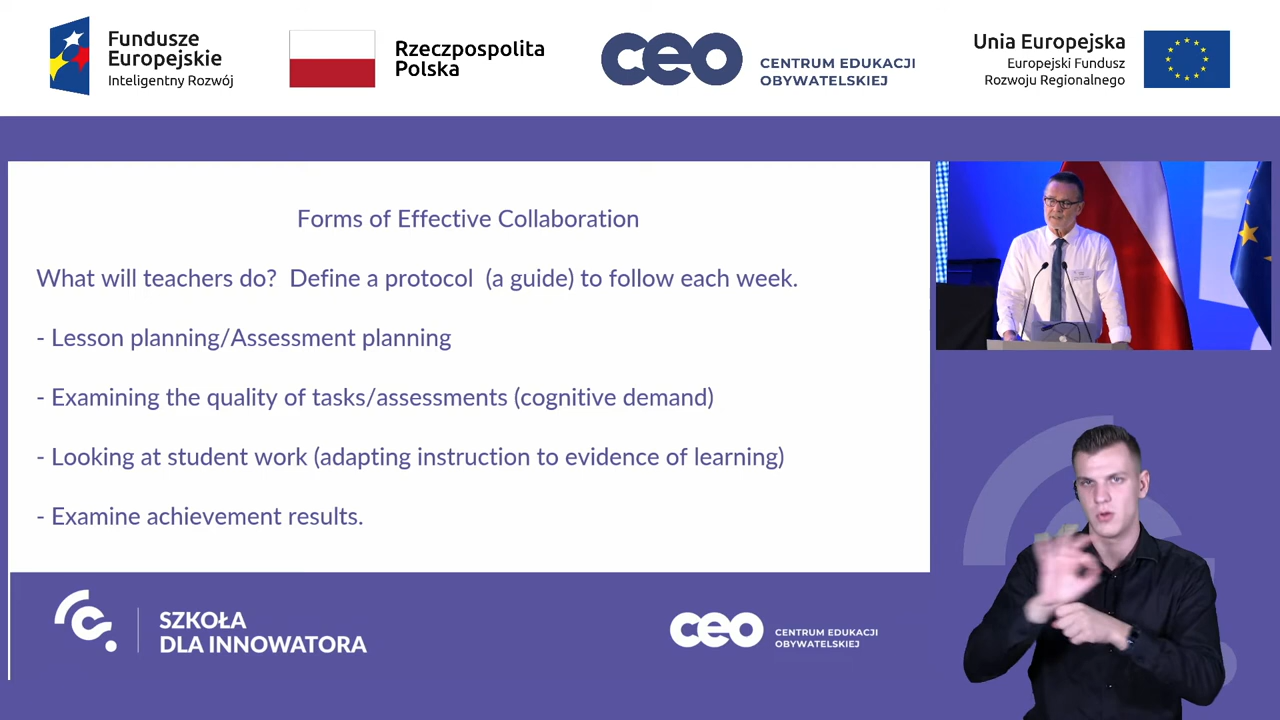 Fundusze
Europejskie
Inteligentny Rozwój
Rzeczpospolita
Polska
ceo
CENTRUM EDUKACJI
OBYWATELSKIEJ
Unia Europejska
Europejski Fundusz
Rozwoju Regionalnego
Forms of Effective Collaboration
What will teachers do?  Define a protocol  (a guide) to follow each week.
- Lesson planning/Assessment planning
- Examining the quality of tasks/assessments (cognitive demand)
- Looking at student work (adapting instruction to evidence of learning)
- Examine achievement results.
SZKOŁA
DLA INNOWATORA
ceo
CENTRUM EDUKACJI
OBYWATELSKIEJ